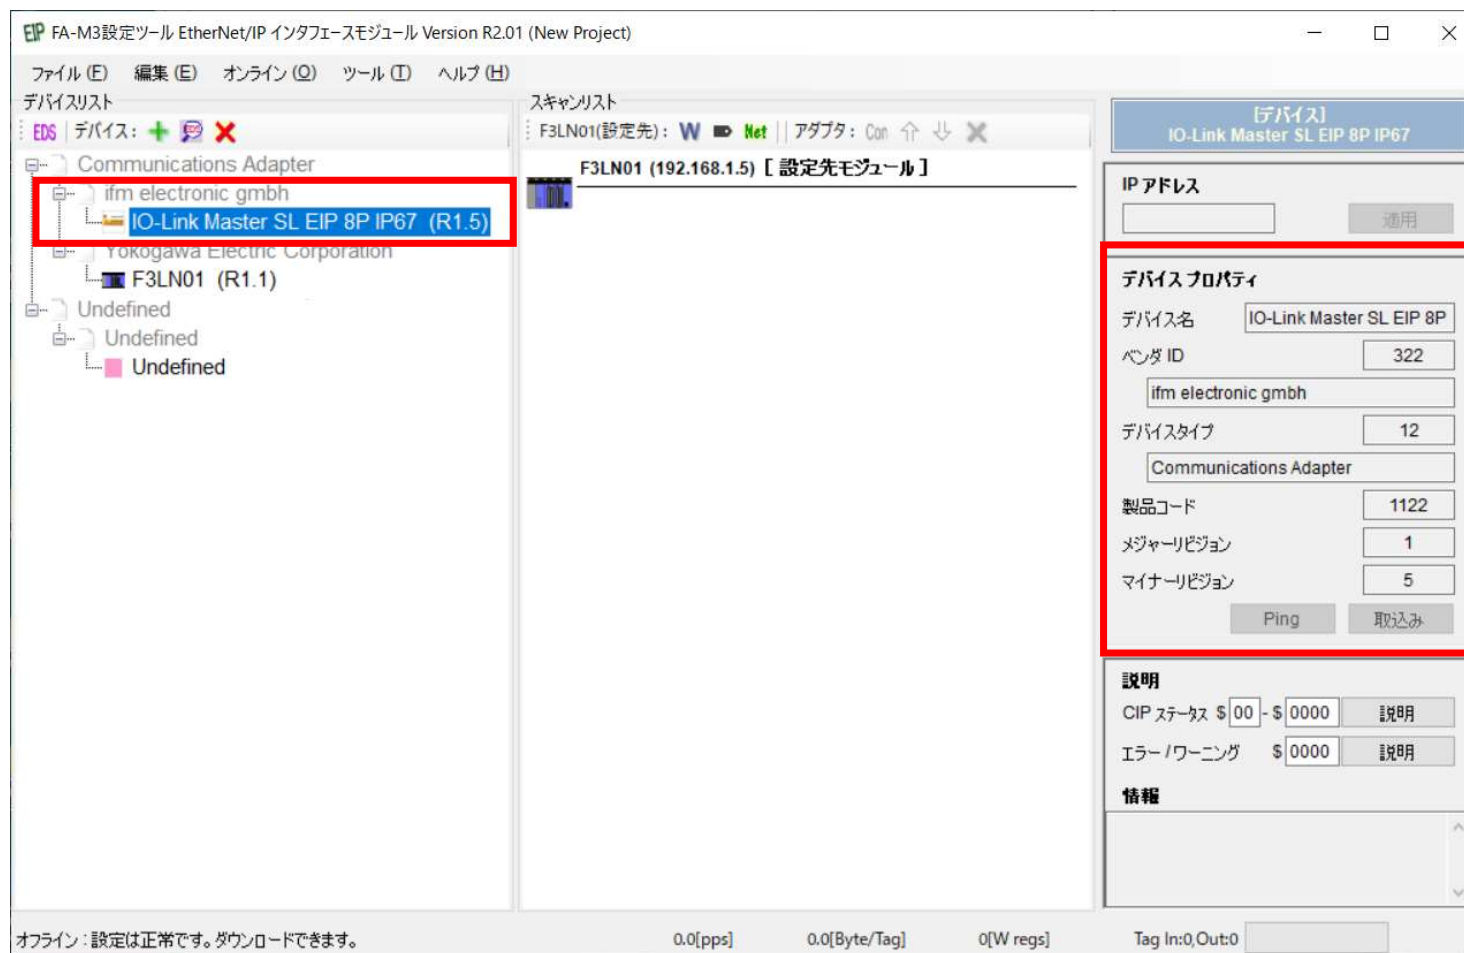 EIP FA-M3設定ツール EtherNet/IP インタフェースモジュール Version R2.01 (New Project)
ファイル (F) 編集 (E) オンライン (O) ツール (T) ヘルプ (H)
デバイスリスト
EDS デバイス:
Communications Adapter
ifm electronic gmbh
IO-Link Master SL EIP 8P IP67 (R1.5)
Yokogawa Electric Corporation
F3LN01 (R1.1)
Undefined
Undefined
Undefined
スキャンリスト
F3LN01(設定先): W Net アダプタ: Con
F3LN01 (192.168.1.5) [ 設定先モジュール ]
[デバイス]
IO-Link Master SL EIP 8P IP67
IP アドレス
適用
デバイス プロパティ
デバイス名 IO-Link Master SL EIP 8P
ベンダ ID 322
ifm electronic gmbh
デバイスタイプ 12
Communications Adapter
製品コード 1122
メジャーリビジョン 1
マイナーリビジョン 5
Ping 取込み
説明
CIP ステータス $ 00 - $ 0000 説明
エラー / ワーニング $ 0000 説明
情報
オフライン : 設定は正常です。ダウンロードできます。 0.0[pps] 0.0[Byte/Tag] 0[W regs] Tag In:0,Out:0